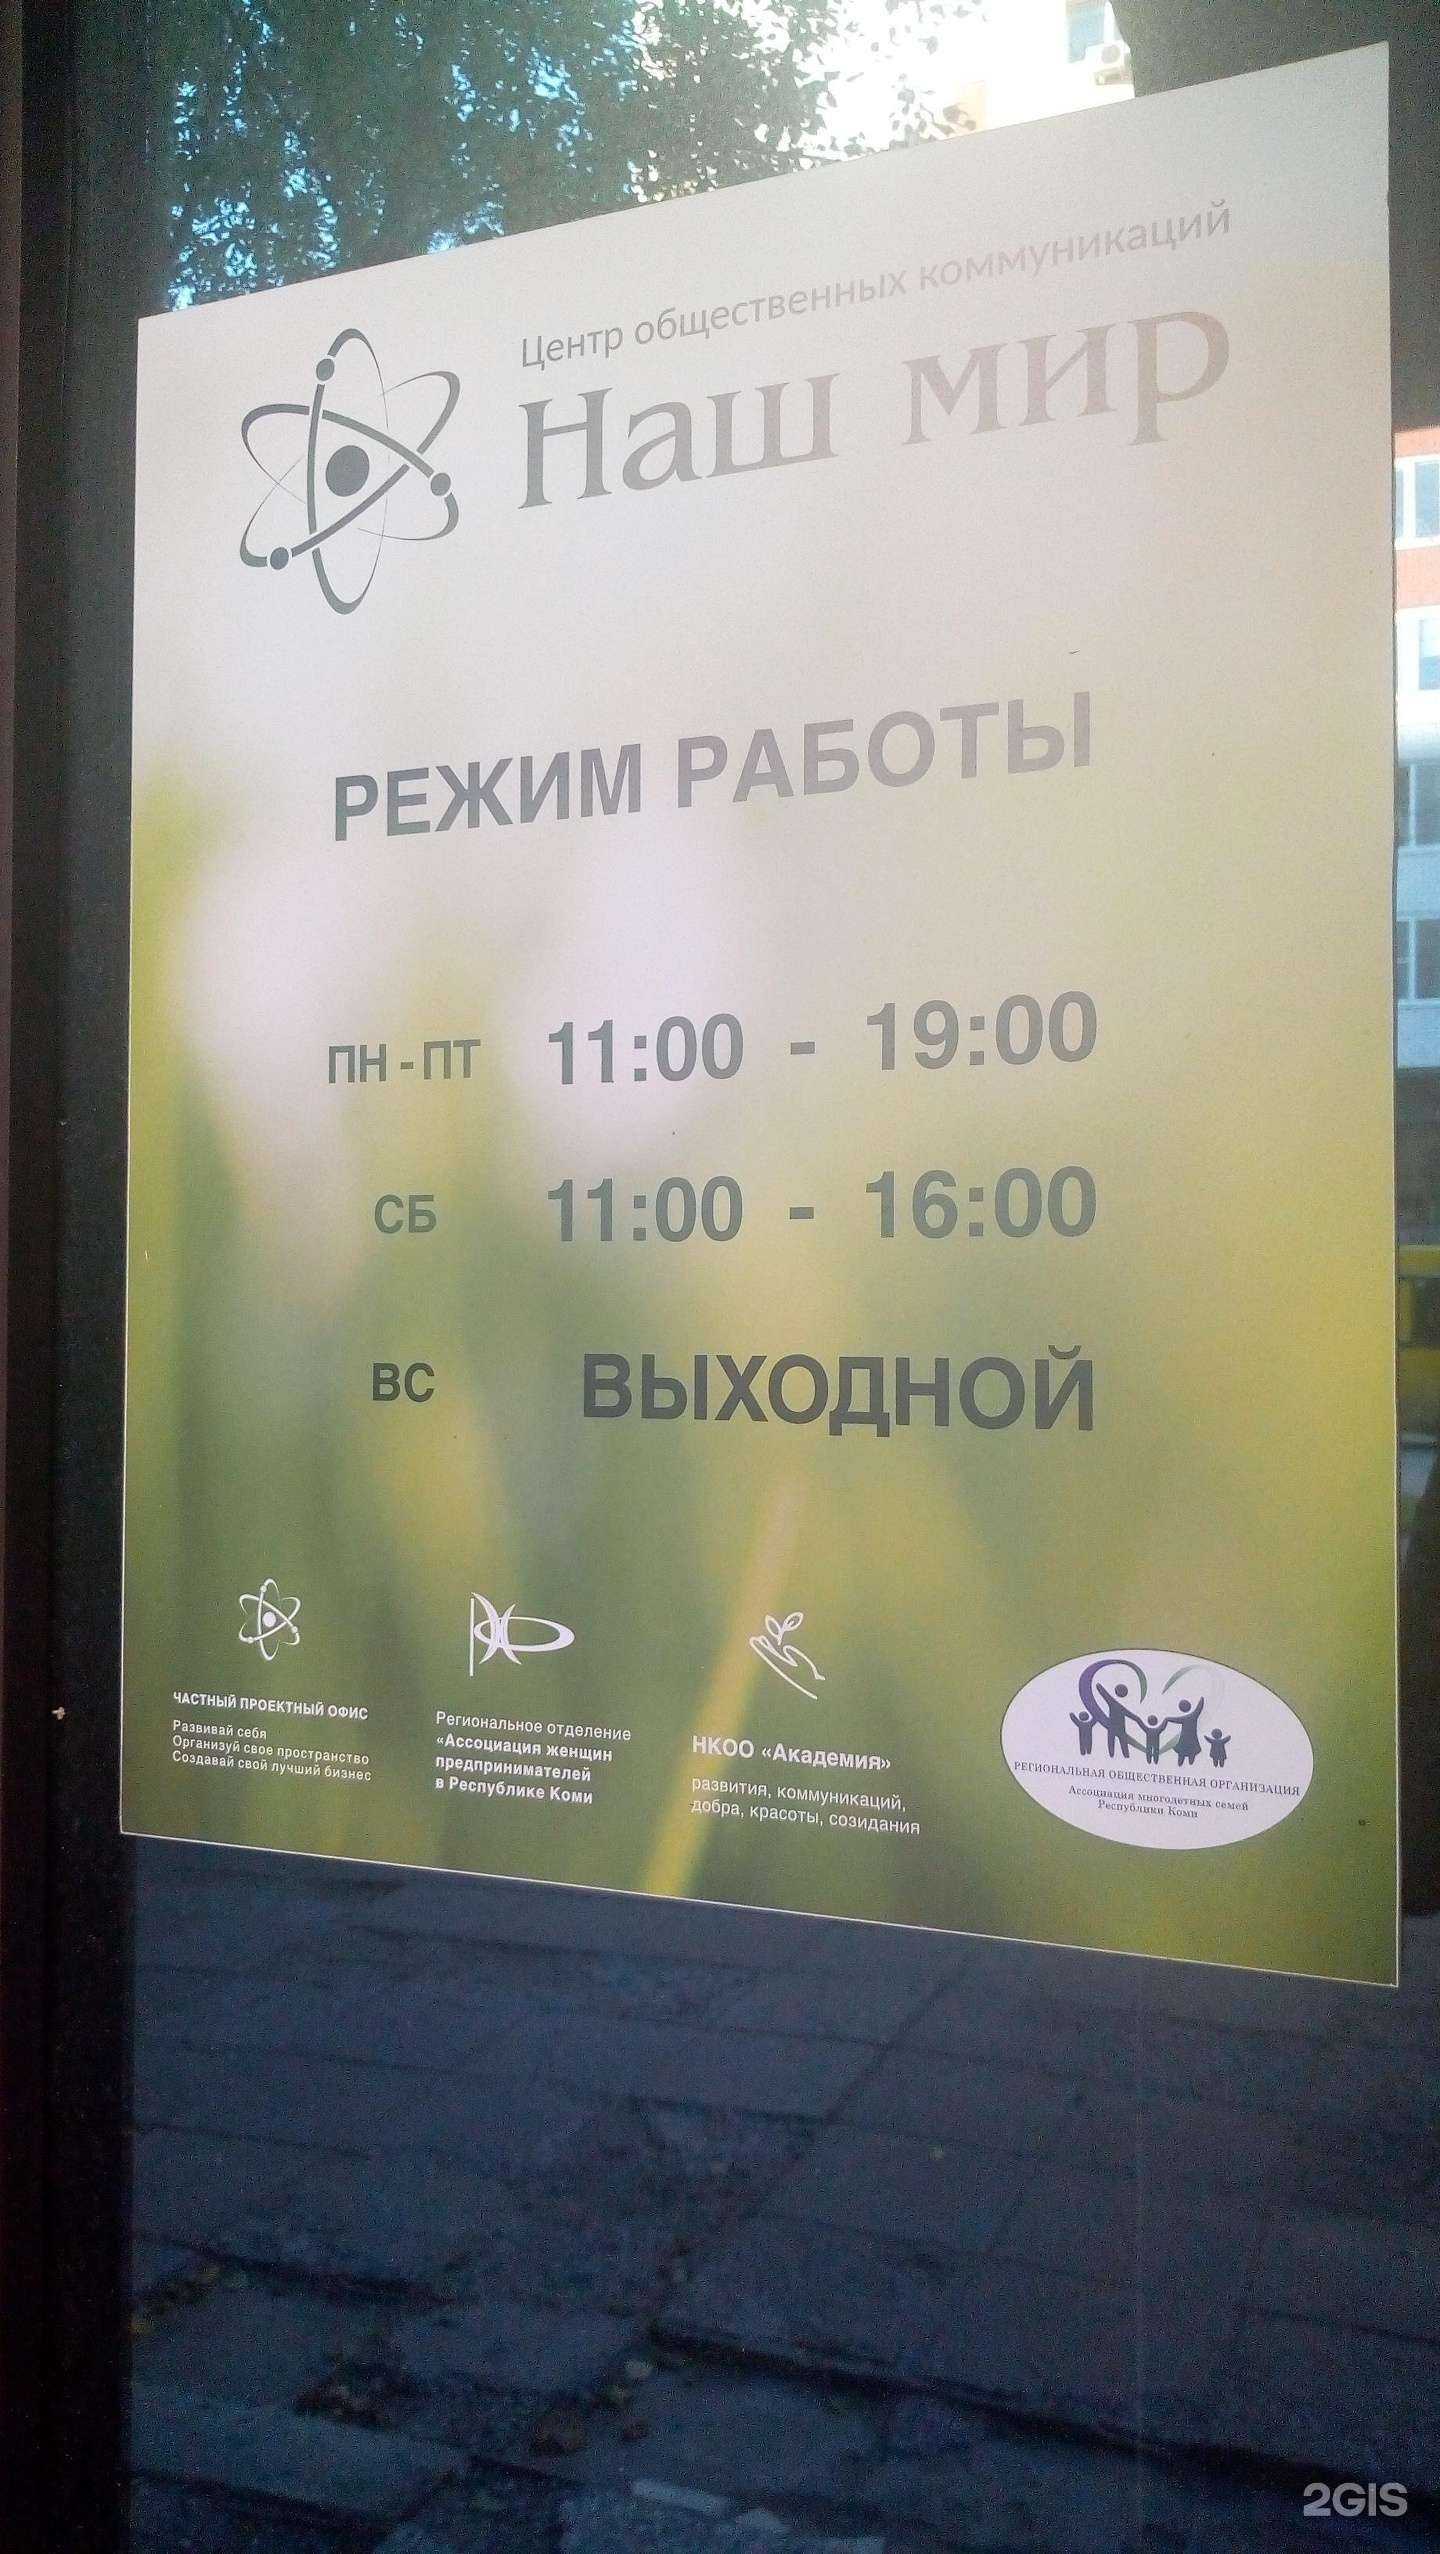 Центр общественных коммуникаций
Наш мир
РЕЖИМ РАБОТЫ
ПН - ПТ 11:00 - 19:00
СБ 11:00 - 16:00
ВС ВЫХОДНОЙ
ЧАСТНЫЙ ПРОЕКТНЫЙ ОФИС
Развивай себя
Организуй свое пространство
Создавай свой лучший бизнес
Региональное отделение
«Ассоциация женщин
предпринимателей
в Республике Коми
НКОО «Академия»
развития, коммуникаций,
добра, красоты, созидания
РЕГИОНАЛЬНАЯ ОБЩЕСТВЕННАЯ ОРГАНИЗАЦИЯ
Ассоциация многодетных семей
Республики Коми
2GIS